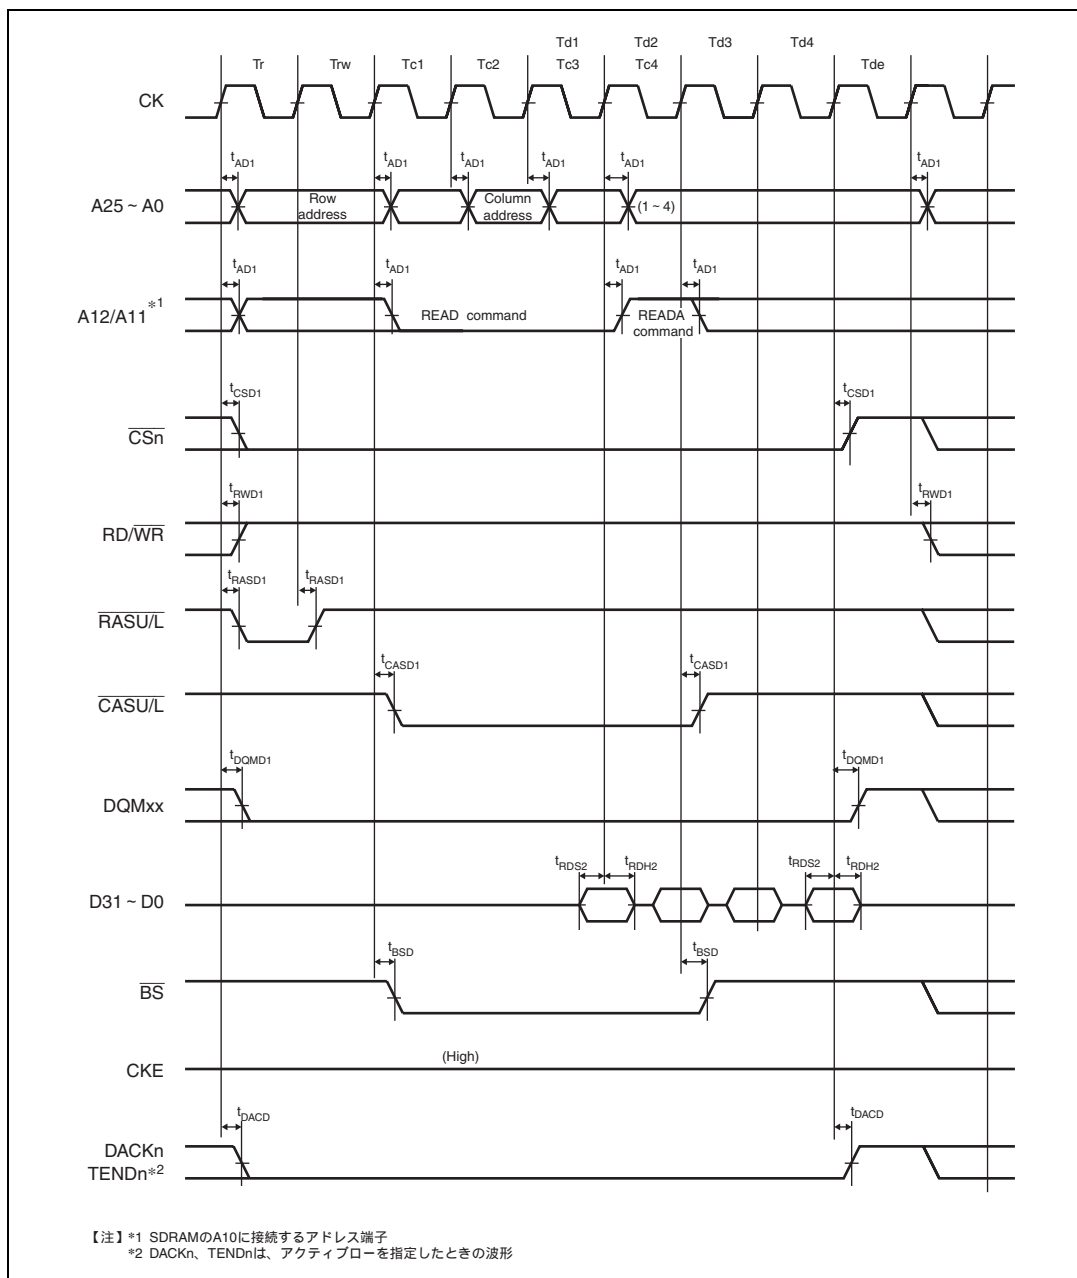 Td1 Td2 Td3 Td4
Tr Trw Tc1 Tc2 Tc3 Tc4 Tde
CK
tAD1 tAD1 tAD1 tAD1 tAD1 tAD1
A25 ~ A0 Row address Column address (1 ~ 4)
tAD1 tAD1 tAD1 tAD1
A12/A11*1 READ command READA command
tCSD1 tCSD1
CSn
tRWD1 tRWD1
RD/WR
tRASD1 tRASD1
RASU/L
tCASD1 tCASD1
CASU/L
tDQMD1 tDQMD1
DQMxx
tRDS2 tRDH2 tRDS2 tRDH2
D31 ~ D0
tBSD tBSD
BS
(High)
CKE
tDACD tDACD
DACKn
TENDn*2
【注】*1 SDRAMのA10に接続するアドレス端子
*2 DACKn、TENDnは、アクティブローを指定したときの波形